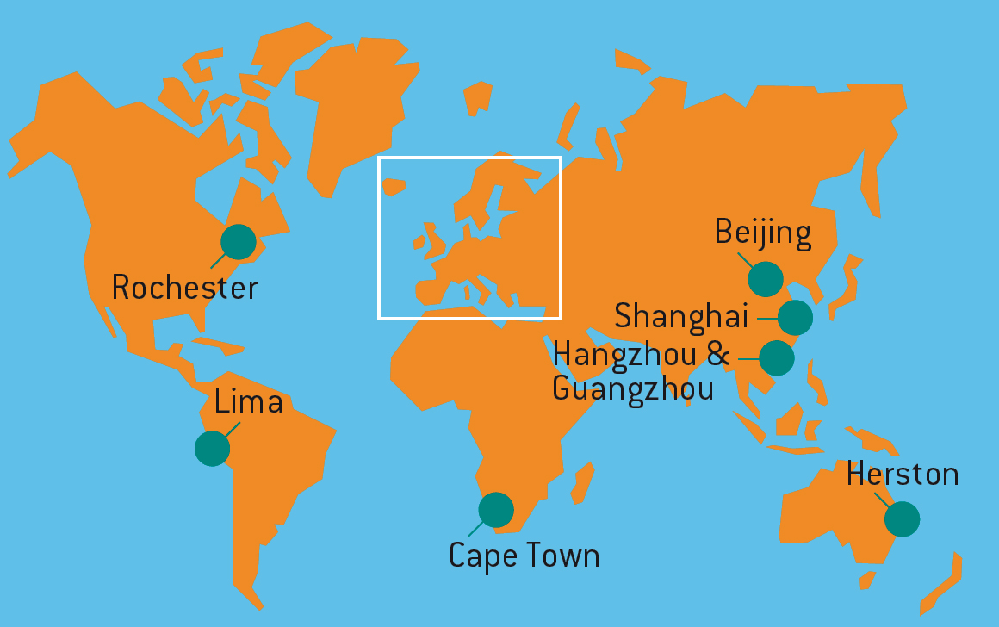 Beijing
Rochester
Shanghai
Hangzhou &
Guangzhou
Lima
Herston
Cape Town